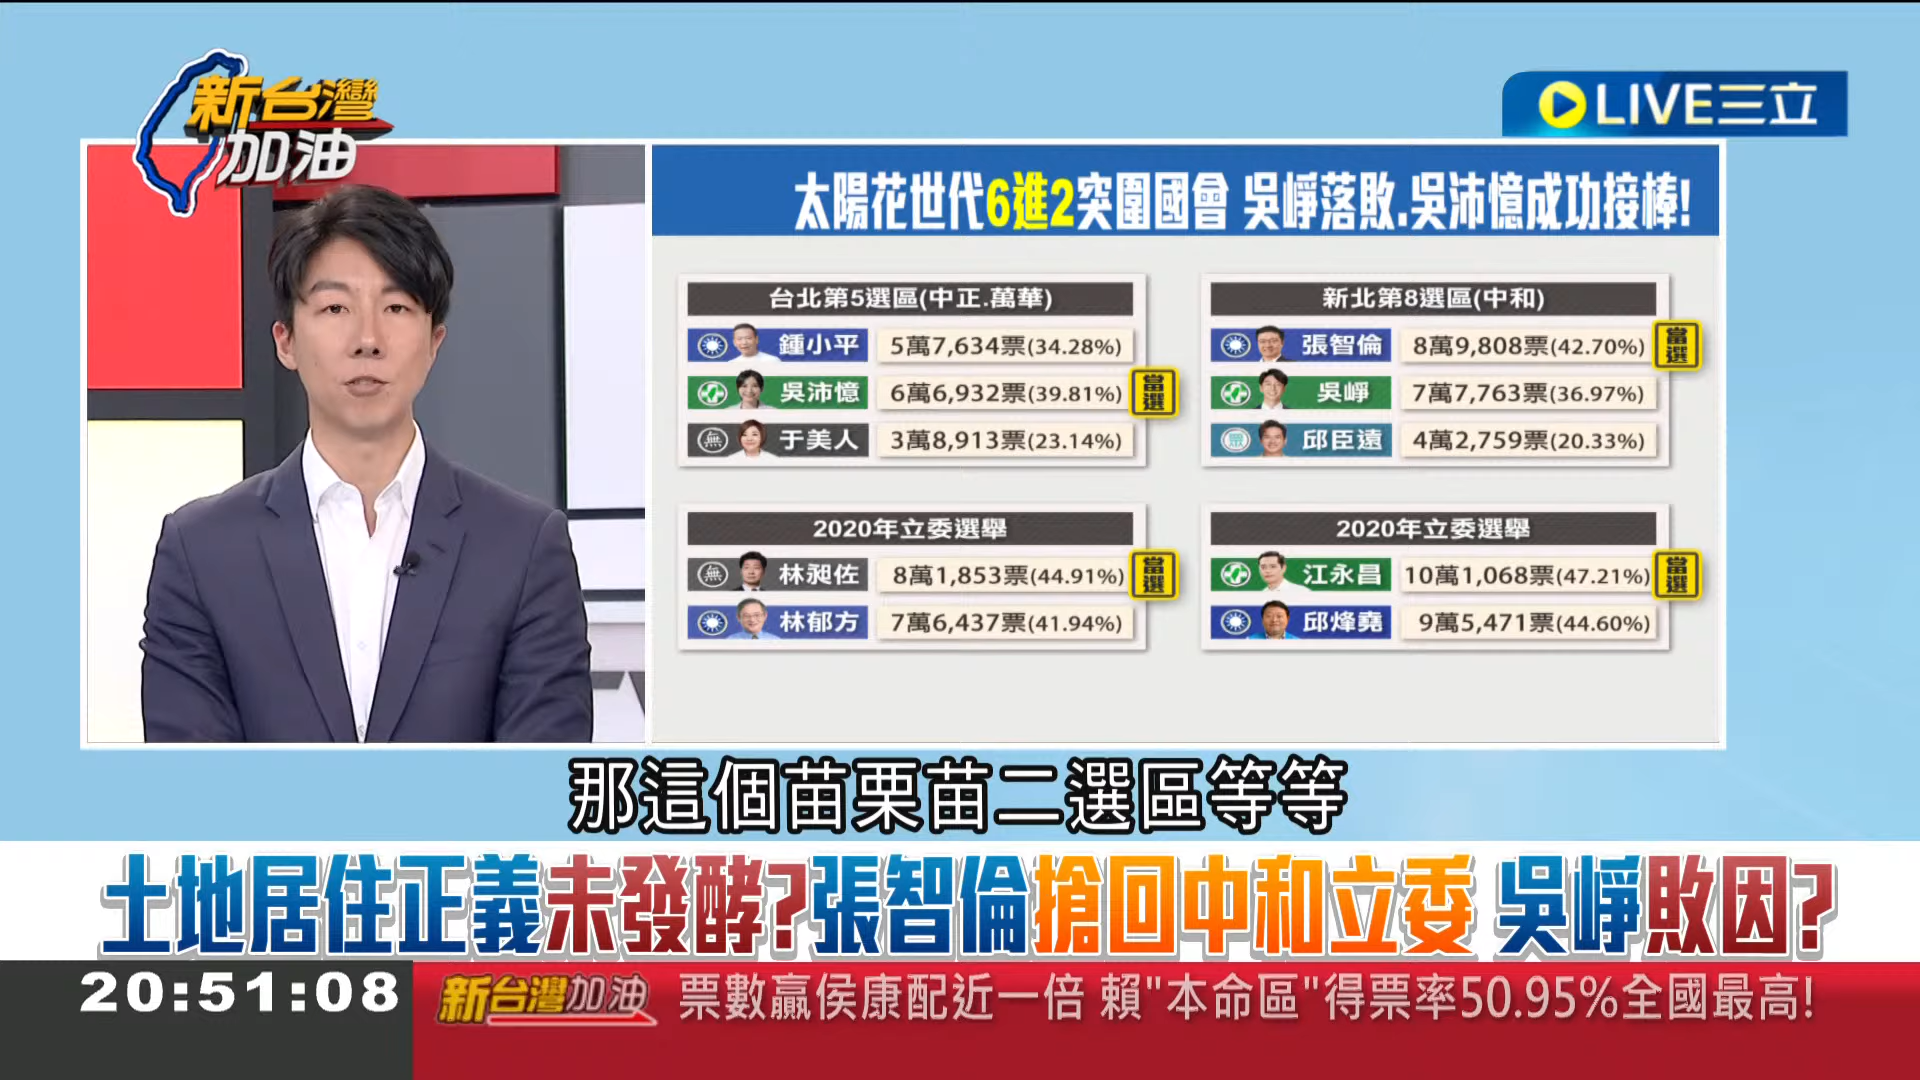 新台灣
加油
LIVE三立
太陽花世代6進2突圍國會 吳崢落敗.吳沛憶成功接棒!
台北第5選區(中正.萬華)
鍾小平 5萬7,634票(34.28%)
吳沛憶 6萬6,932票(39.81%) 當選
無 于美人 3萬8,913票(23.14%)
新北第8選區(中和)
張智倫 8萬9,808票(42.70%) 當選
吳崢 7萬7,763票(36.97%)
眾 邱臣遠 4萬2,759票(20.33%)
2020年立委選舉
無 林昶佐 8萬1,853票(44.91%) 當選
林郁方 7萬6,437票(41.94%)
2020年立委選舉
江永昌 10萬1,068票(47.21%) 當選
邱烽堯 9萬5,471票(44.60%)
那這個苗栗苗二選區等等
土地居住正義未發酵?張智倫搶回中和立委 吳崢敗因?
20:51:08 新台灣加油 票數贏侯康配近一倍 賴"本命區"得票率50.95%全國最高!